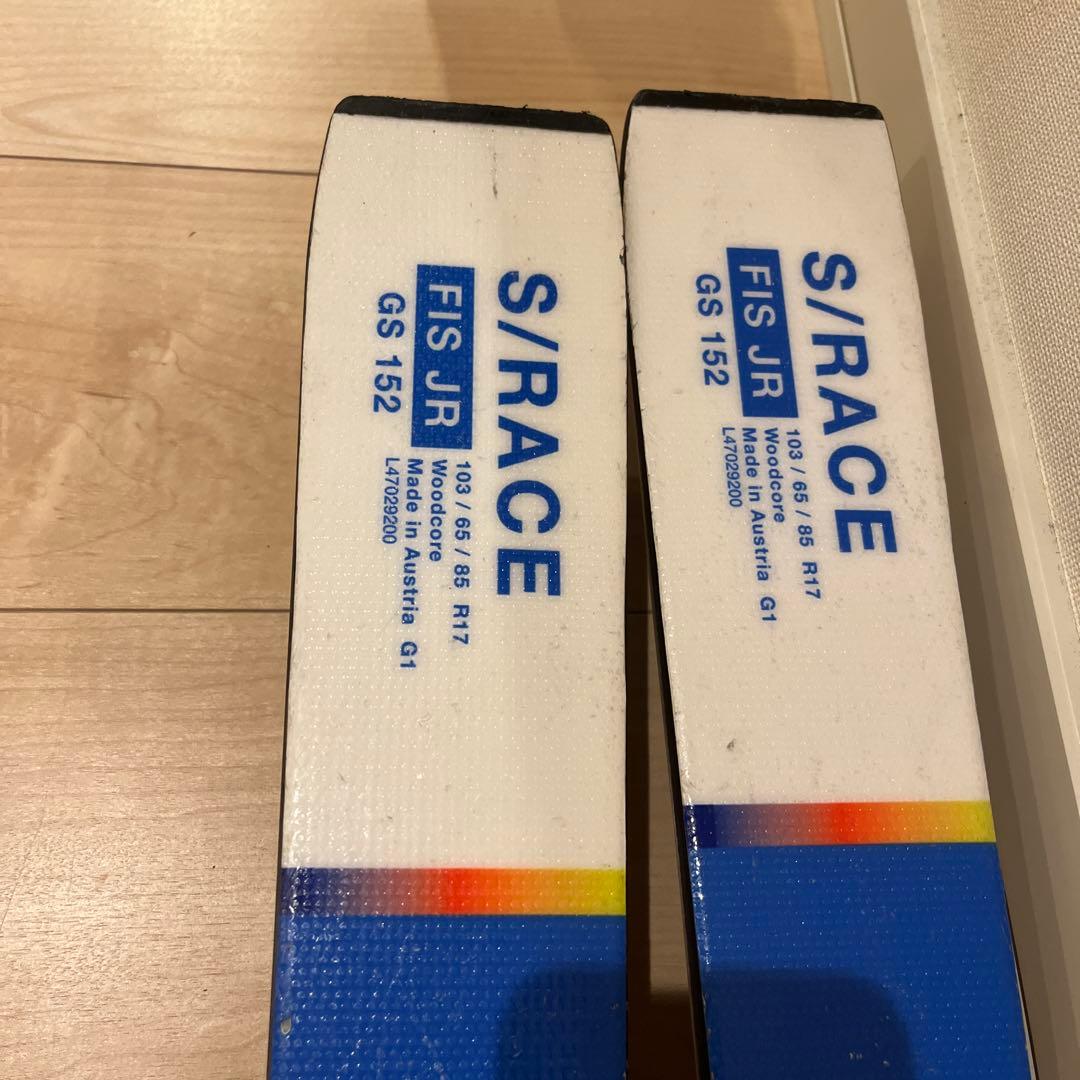 S/RACE
FIS JR
GS 152
103 / 65 / 85 R17
Woodcore
Made in Austria G1
L47029200
S/RACE
FIS JR
GS 152
103 / 65 / 85 R17
Woodcore
Made in Austria G1
L47029200